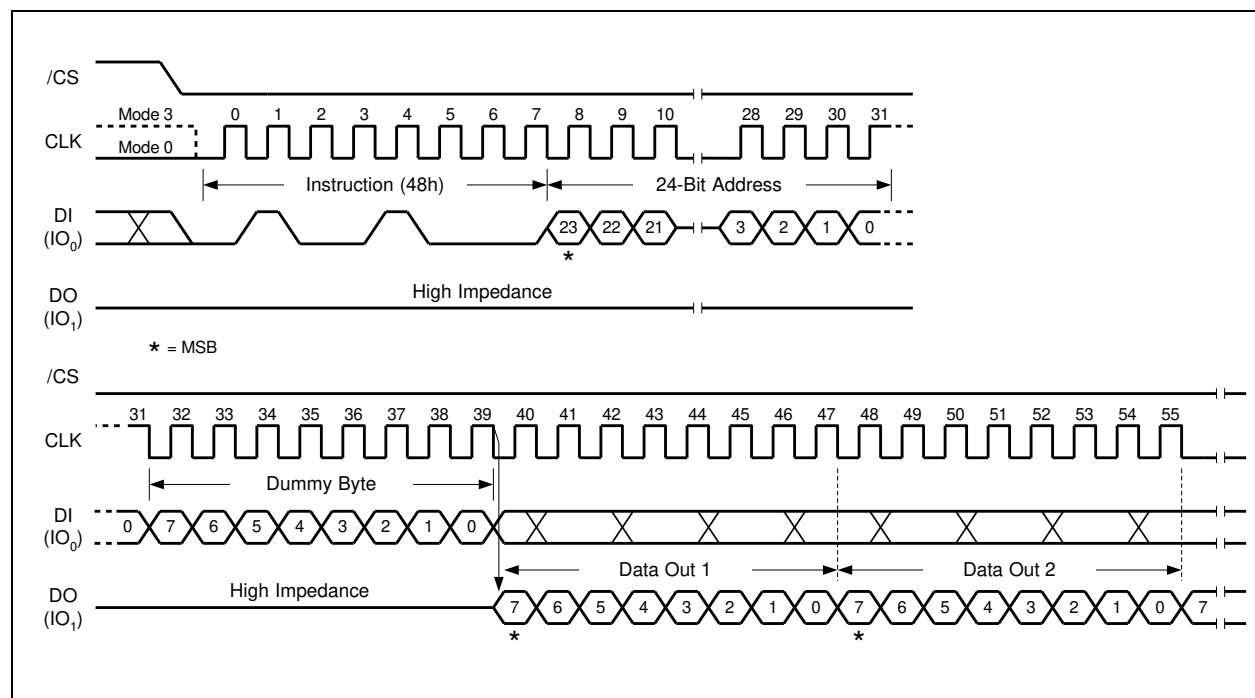 /CS
Mode 3 0 1 2 3 4 5 6 7 8 9 10 28 29 30 31
CLK
Mode 0
Instruction (48h) 24-Bit Address
DI
(IO0) 23 22 21 3 2 1 0
*
High Impedance
DO
(IO1)
* = MSB
/CS
31 32 33 34 35 36 37 38 39 40 41 42 43 44 45 46 47 48 49 50 51 52 53 54 55
CLK
Dummy Byte
DI
(IO0) 0 7 6 5 4 3 2 1 0
Data Out 1 Data Out 2
High Impedance
DO
(IO1) 7 6 5 4 3 2 1 0 7 6 5 4 3 2 1 0 7
* *